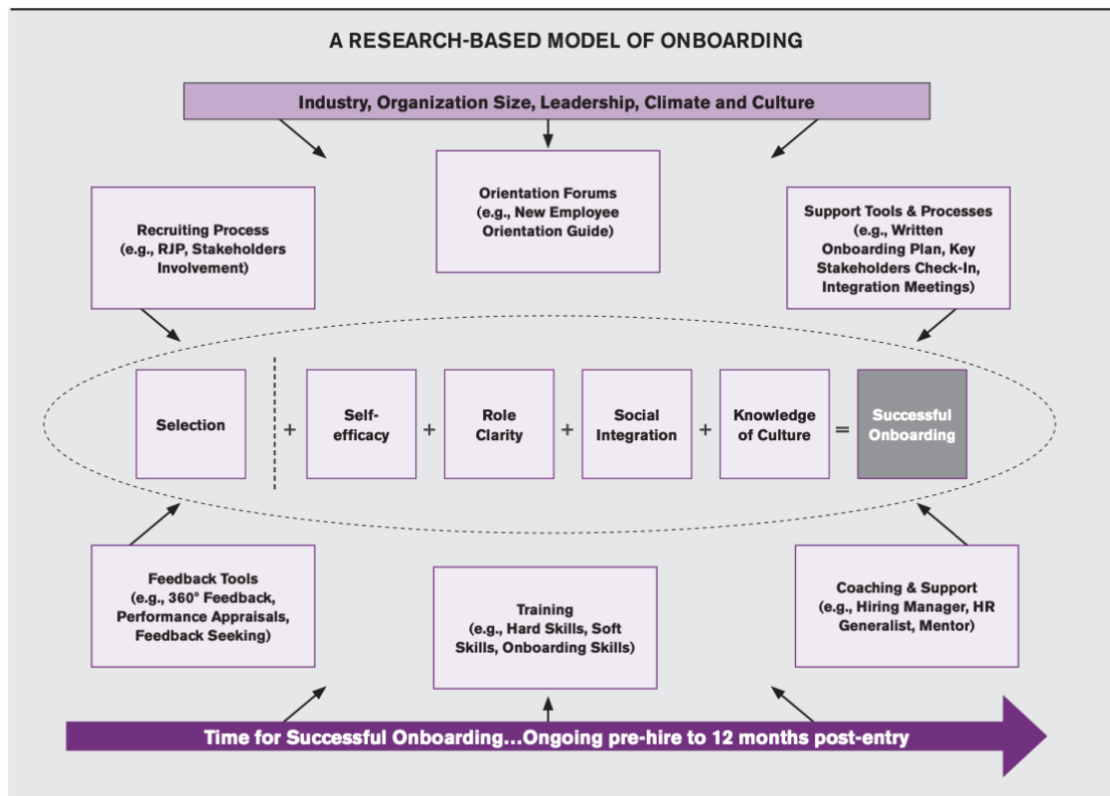 A RESEARCH-BASED MODEL OF ONBOARDING
Industry, Organization Size, Leadership, Climate and Culture
Recruiting Process
(e.g., RJP, Stakeholders
Involvement)
Orientation Forums
(e.g., New Employee
Orientation Guide)
Support Tools & Processes
(e.g., Written
Onboarding Plan, Key
Stakeholders Check-In,
Integration Meetings)
Selection
+
Self-
efficacy
+
Role
Clarity
+
Social
Integration
+
Knowledge
of Culture
=
Successful
Onboarding
Feedback Tools
(e.g., 360° Feedback,
Performance Appraisals,
Feedback Seeking)
Training
(e.g., Hard Skills, Soft
Skills, Onboarding Skills)
Coaching & Support
(e.g., Hiring Manager, HR
Generalist, Mentor)
Time for Successful Onboarding...Ongoing pre-hire to 12 months post-entry